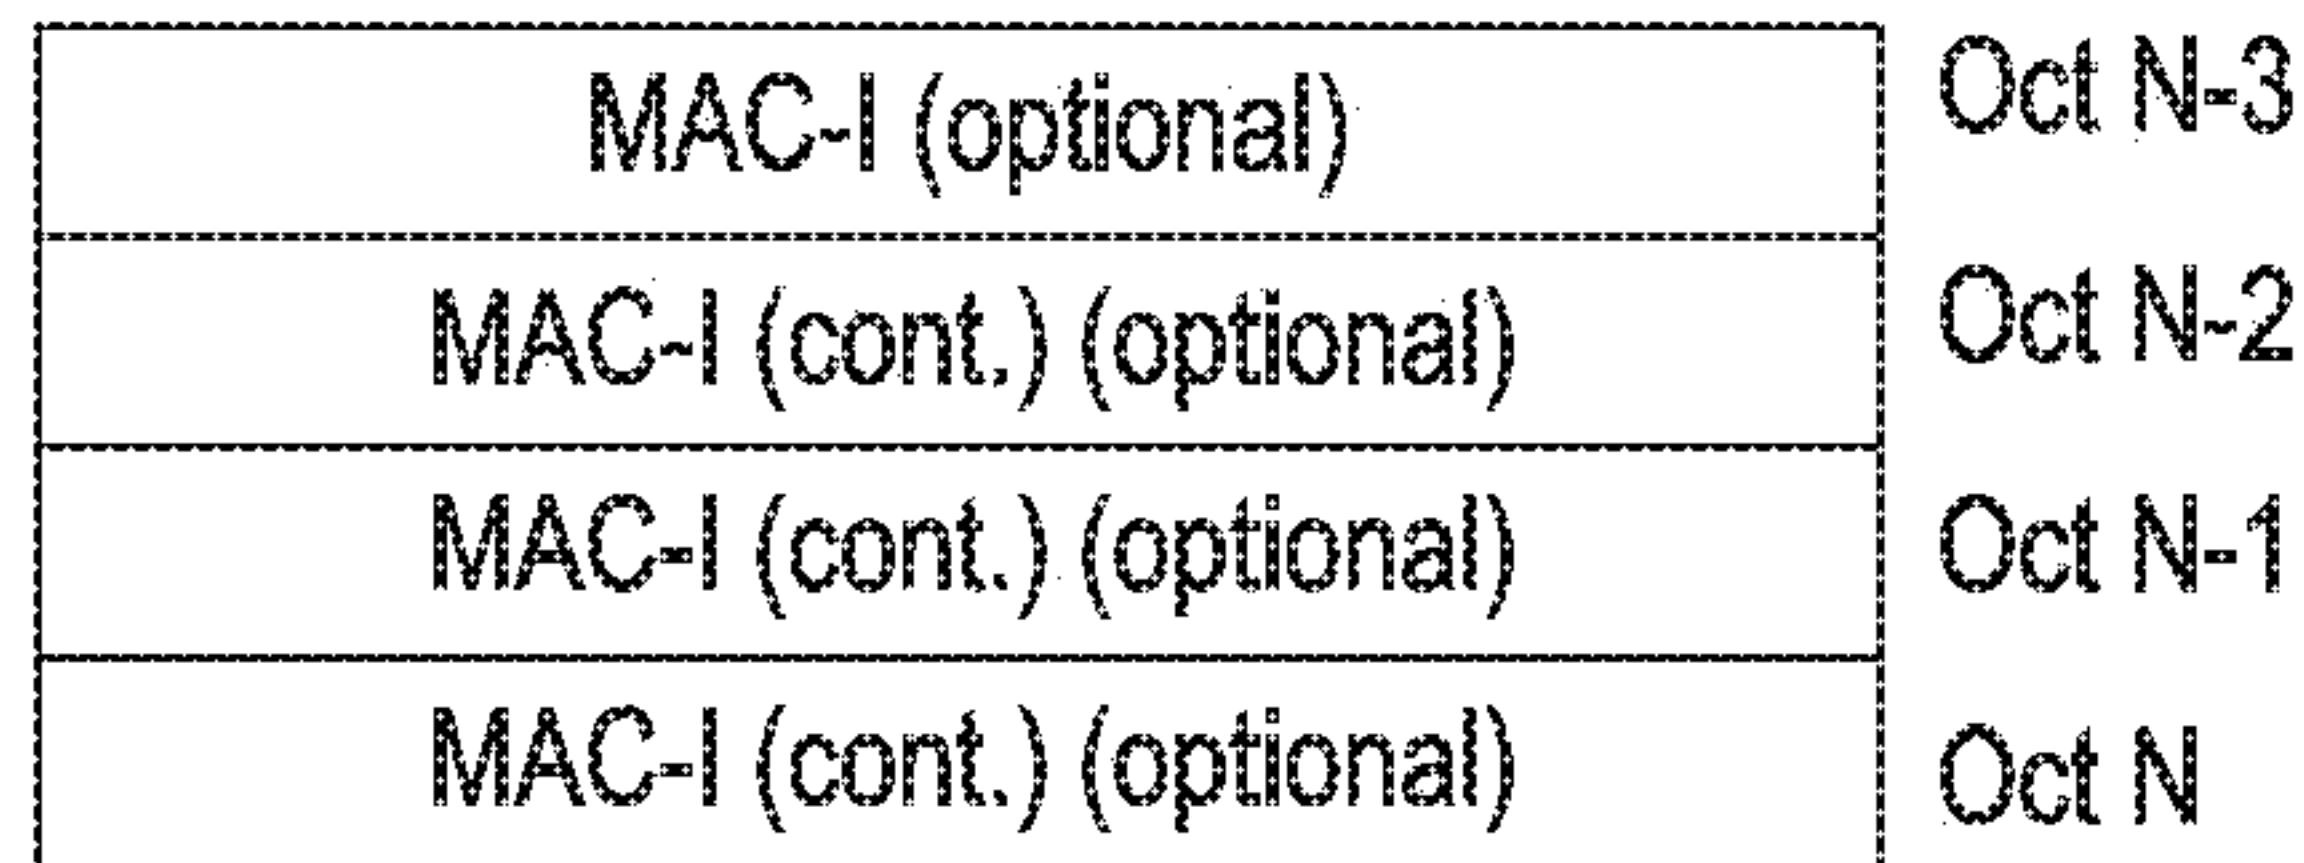 MAC-I (optional) Oct N-3
MAC-I (cont.) (optional) Oct N-2
MAC-I (cont.) (optional) Oct N-1
MAC-I (cont.) (optional) Oct N